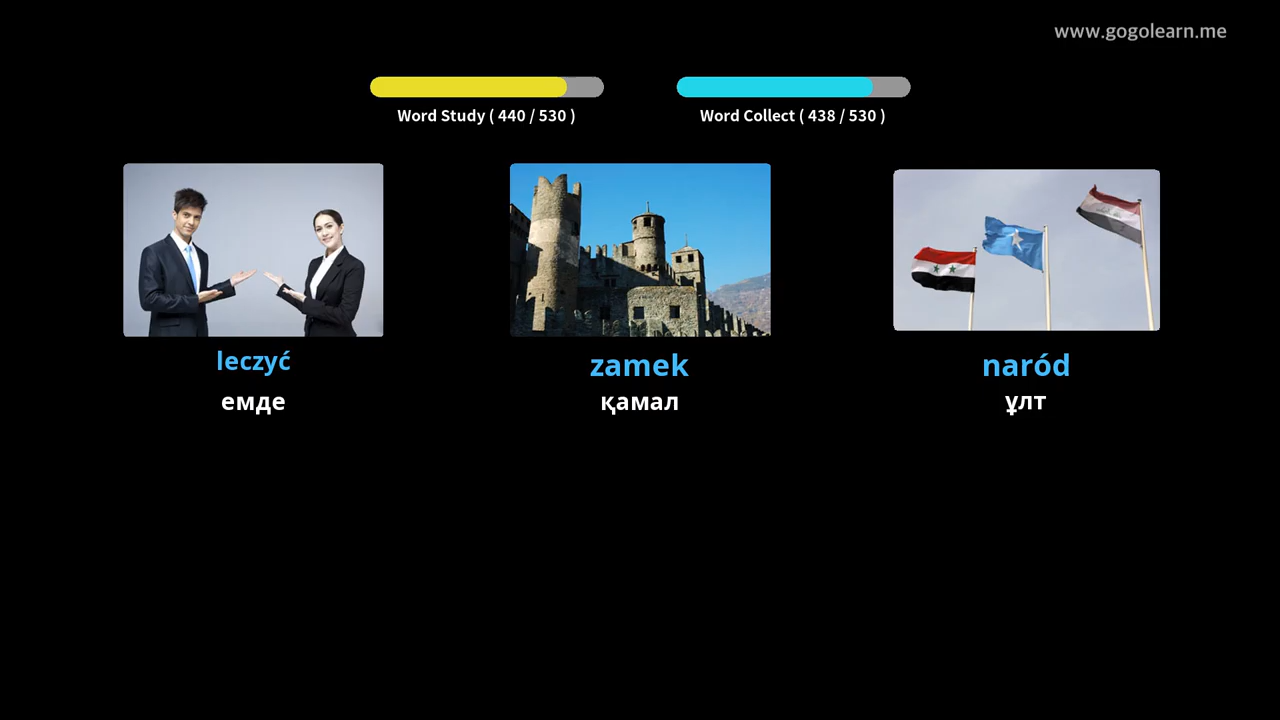 www.gogolearn.me
Word Study ( 440 / 530 )
Word Collect ( 438 / 530 )
leczyć
емде
zamek
қамал
naród
ұлт